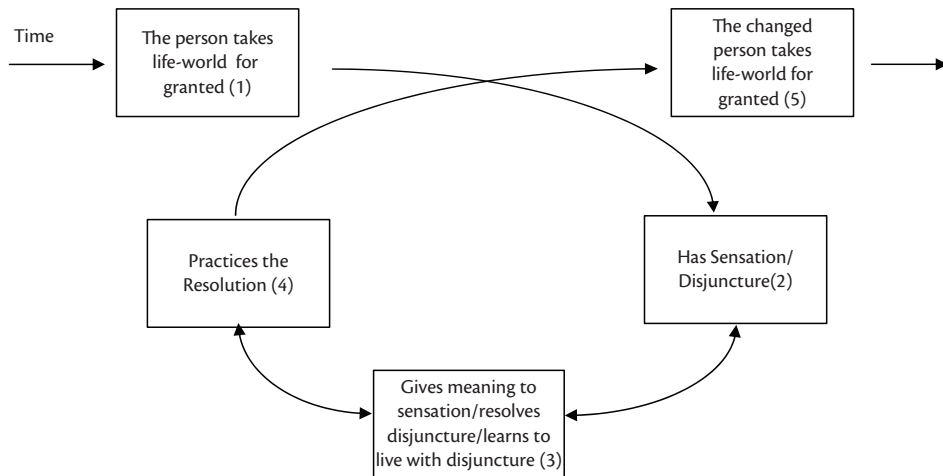 Time
The person takes
life-world for
granted (1)
The changed
person takes
life-world for
granted (5)
Practices the
Resolution (4)
Has Sensation/
Disjuncture(2)
Gives meaning to
sensation/resolves
disjuncture/learns to
live with disjuncture (3)